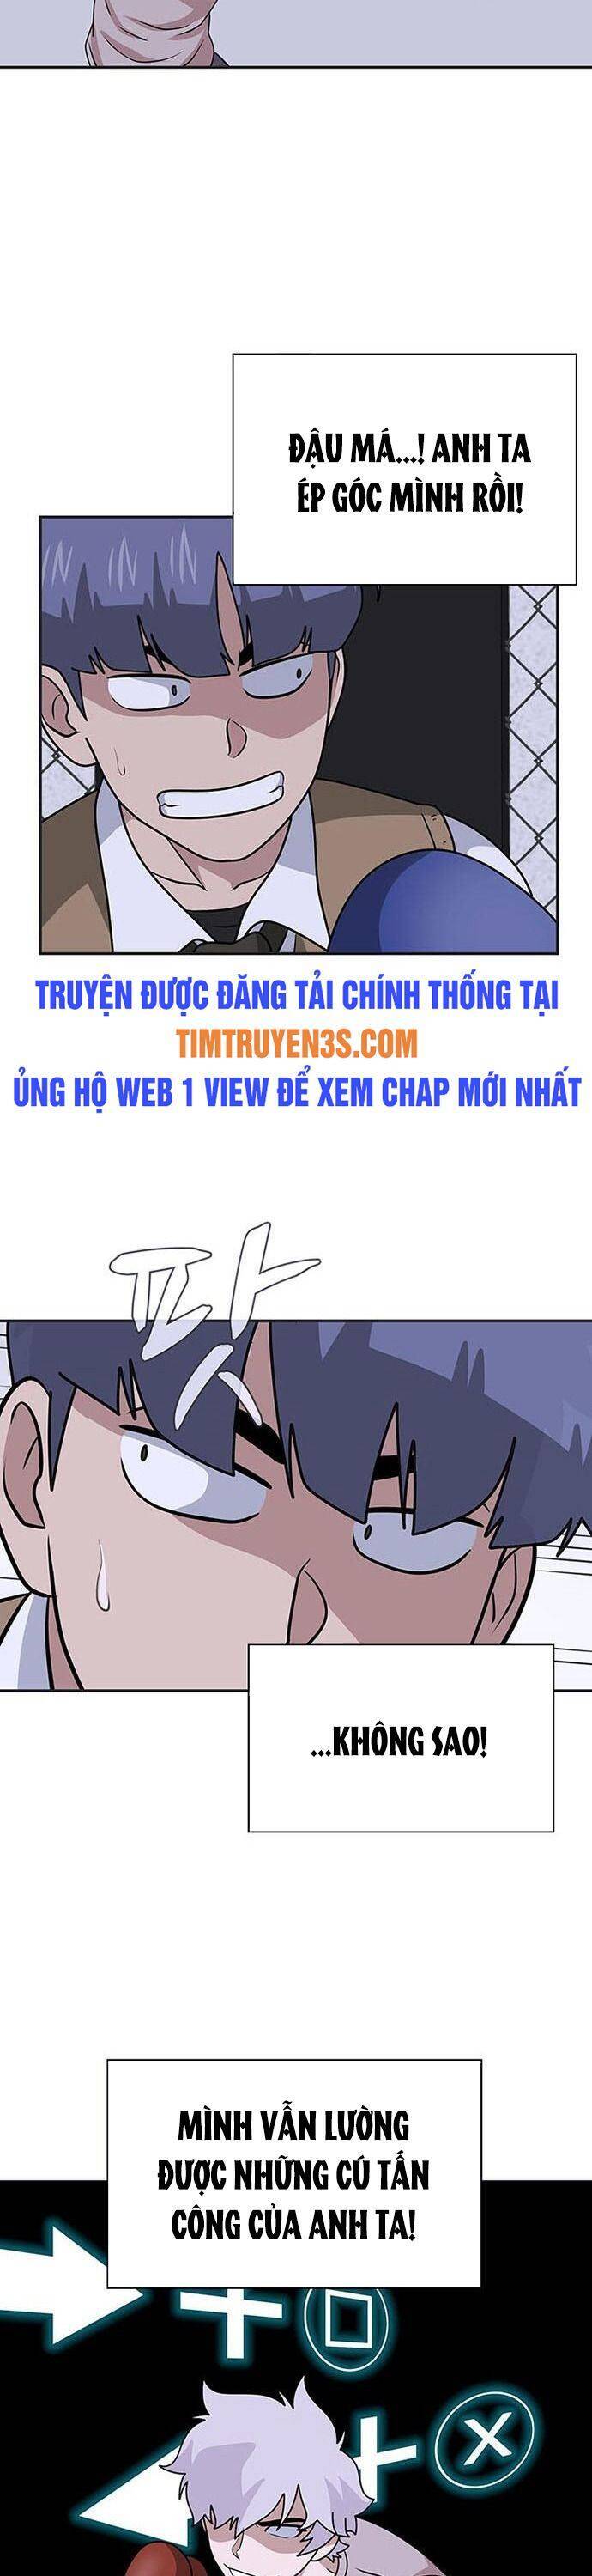 ĐẬU MÁ...! ANH TA
ÉP GÓC MÌNH RỒI!
TRUYỆN ĐƯỢC ĐĂNG TẢI CHÍNH THỐNG TẠI
TIMTRUYEN3S.COM
ỦNG HỘ WEB 1 VIEW ĐỂ XEM CHAP MỚI NHẤT
...KHÔNG SAO!
MÌNH VẪN LƯỜNG
ĐƯỢC NHỮNG CÚ TẤN
CÔNG CỦA ANH TA!